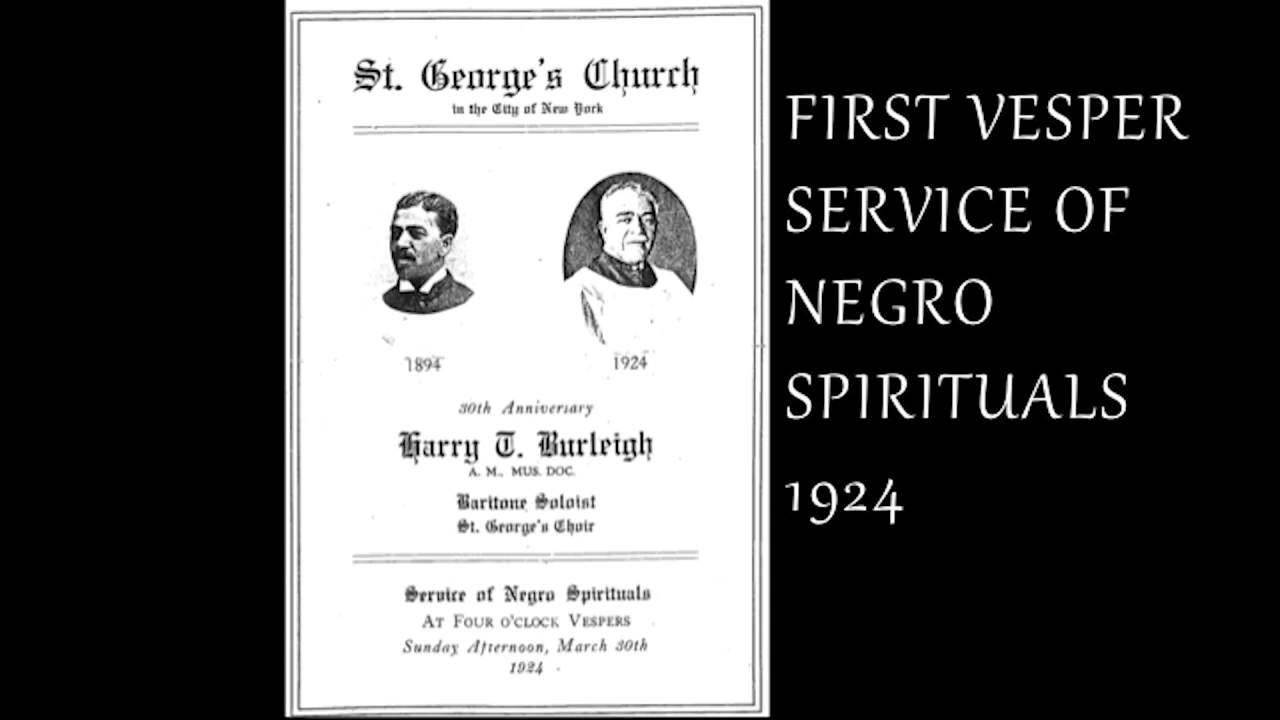 St. George's Church
in the City of New York
1894
1924
30th Anniversary
Harry T. Burleigh
A. M., MUS. DOC.
Baritone Soloist
St. George's Choir
Service of Negro Spirituals
AT FOUR O'CLOCK VESPERS
Sunday Afternoon, March 30th
1924
FIRST VESPER
SERVICE OF
NEGRO
SPIRITUALS
1924